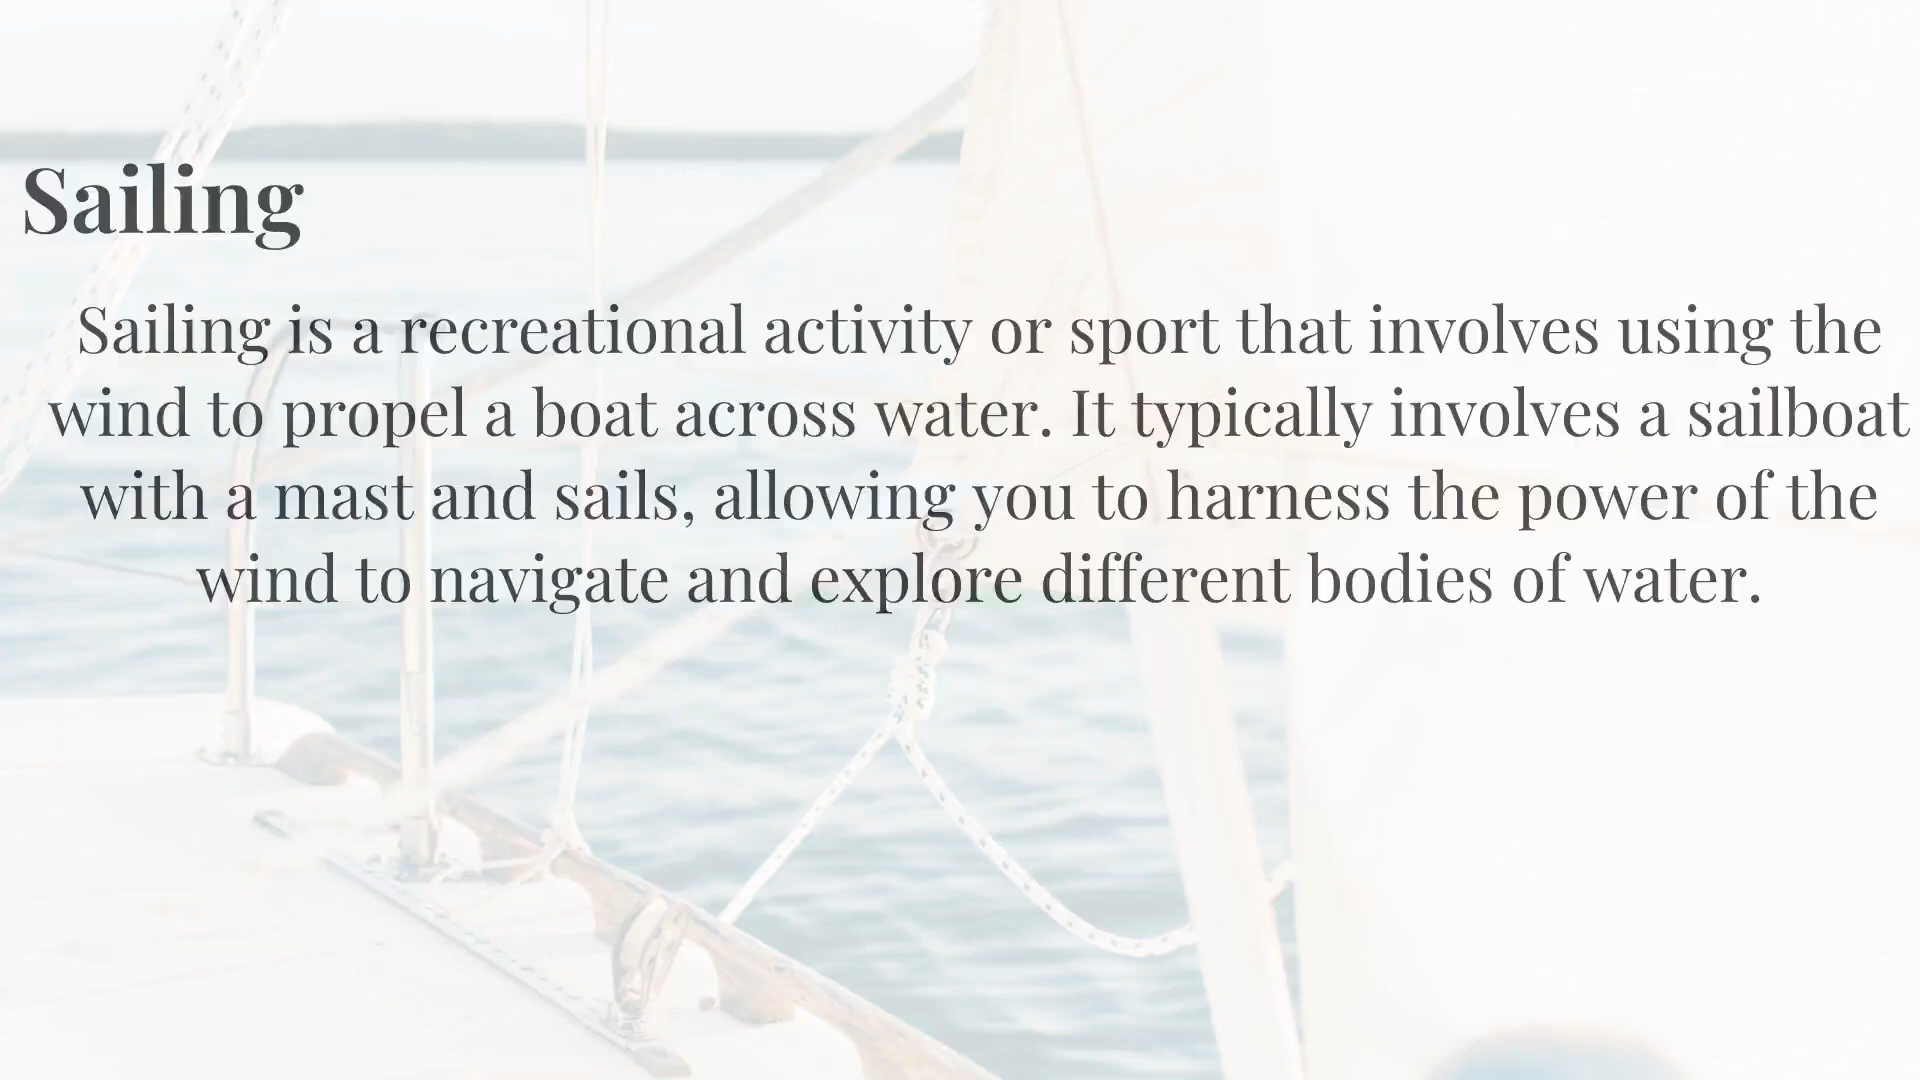 Sailing
Sailing is a recreational activity or sport that involves using the
wind to propel a boat across water. It typically involves a sailboat
with a mast and sails, allowing you to harness the power of the
wind to navigate and explore different bodies of water.